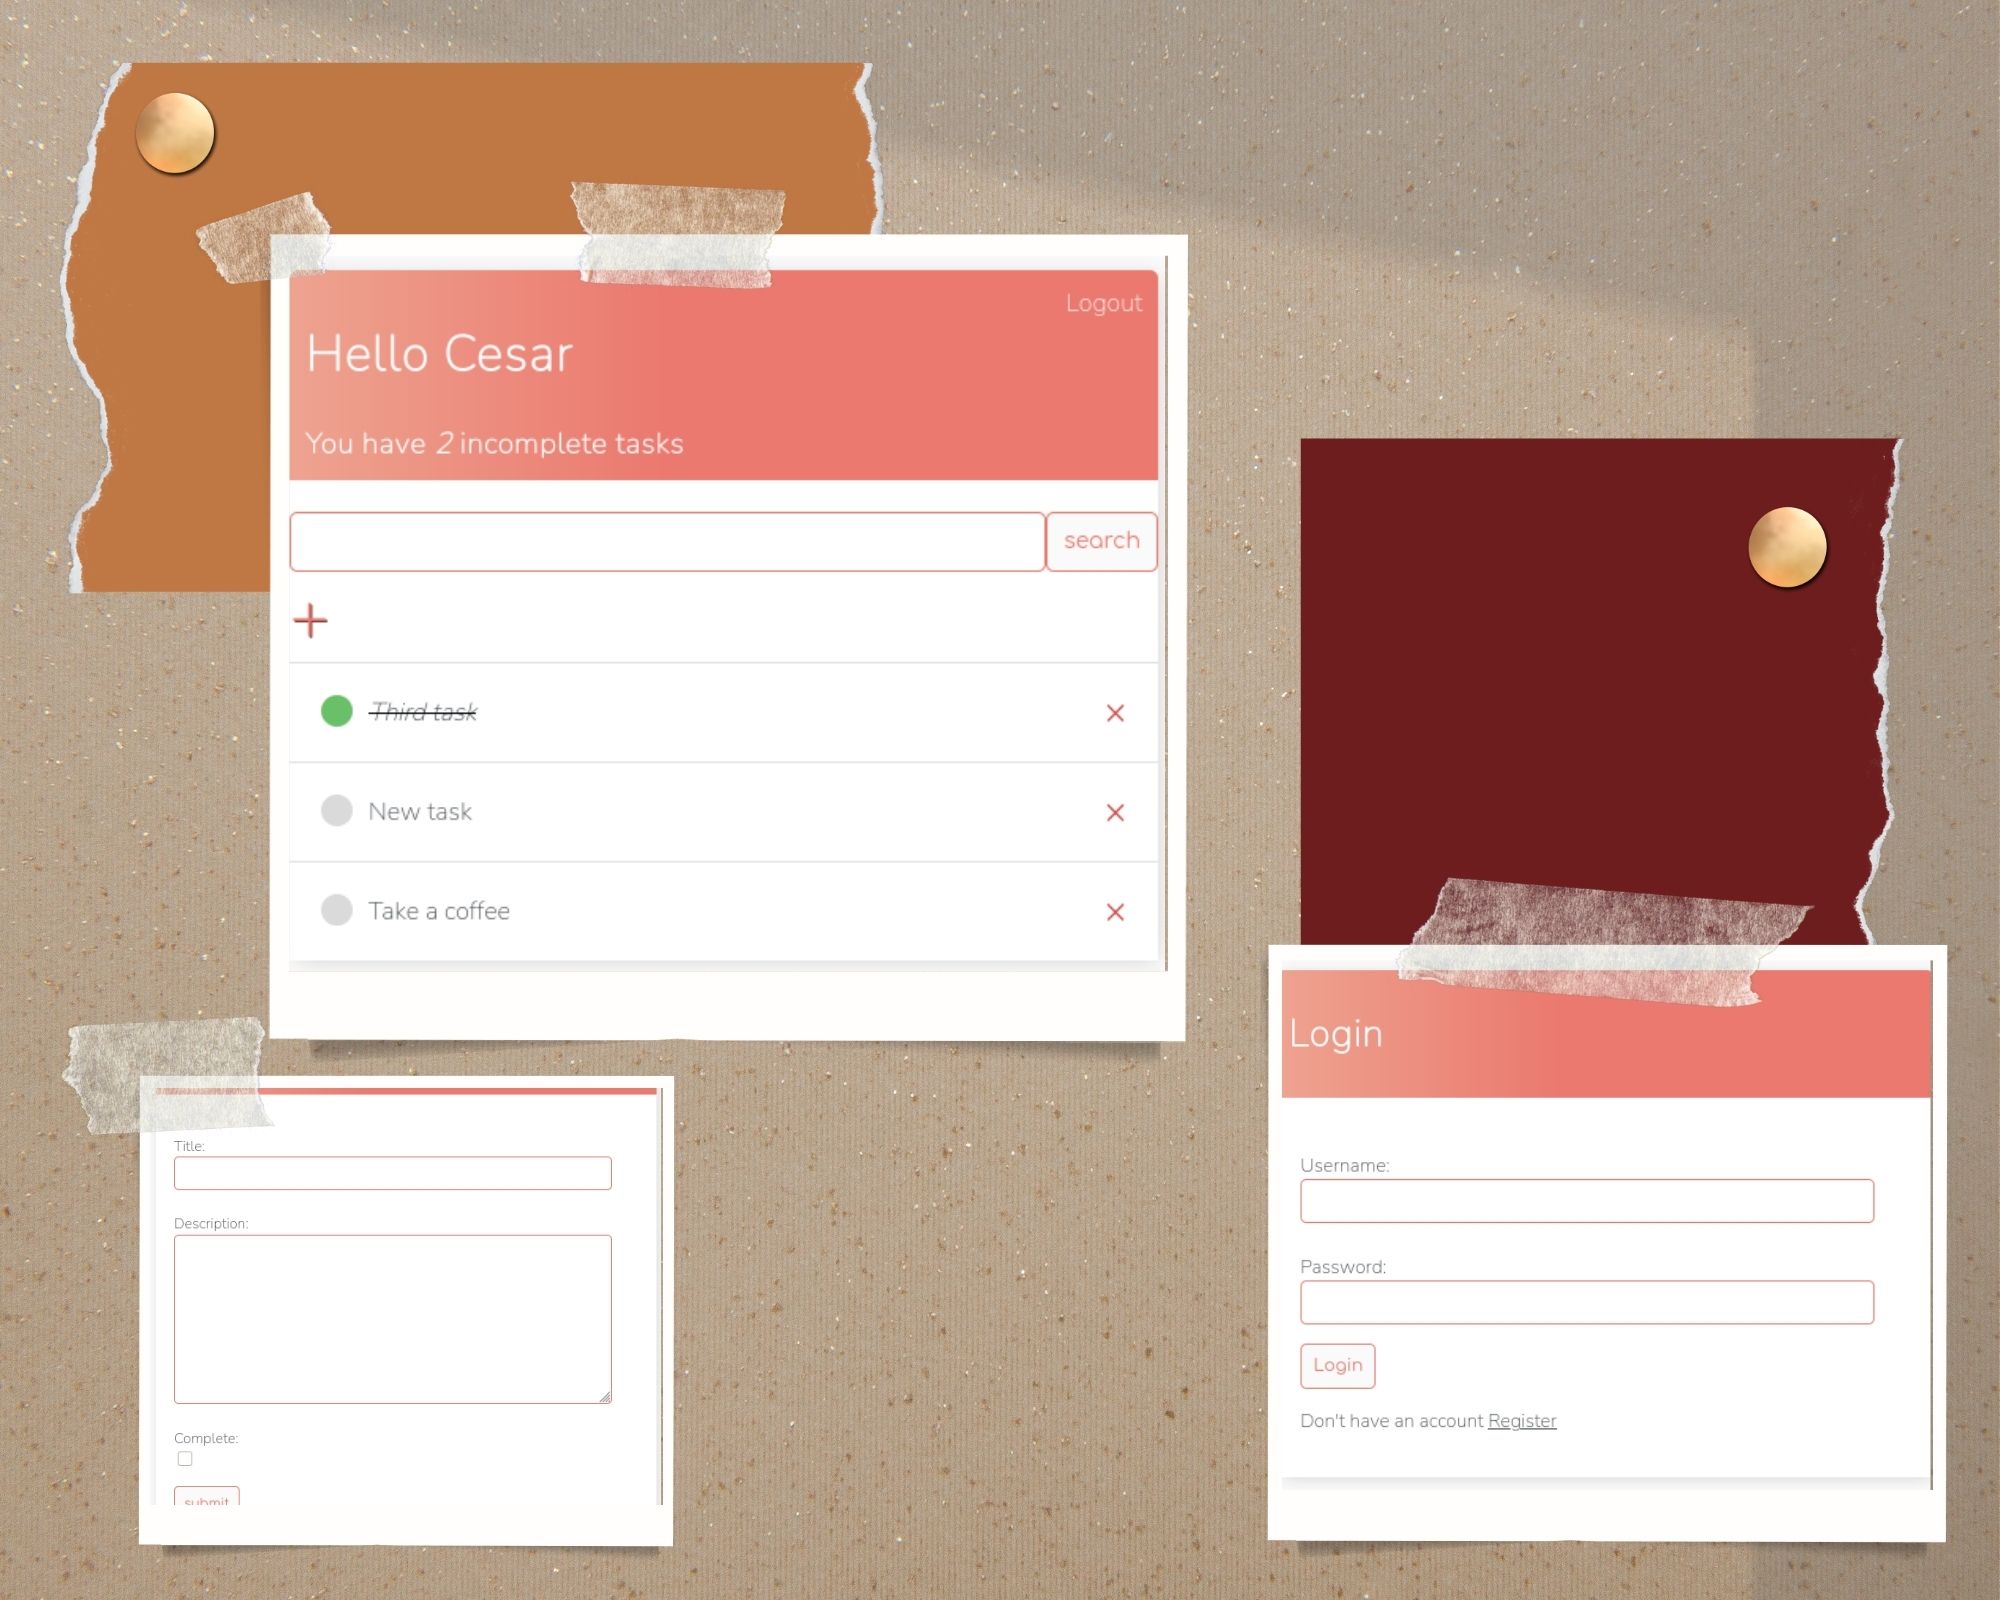 Logout
Hello Cesar
You have 2 incomplete tasks
search
Third task
New task
Take a coffee
Title:
Description:
Complete:
submit
Login
Username:
Password:
Login
Don't have an account Register